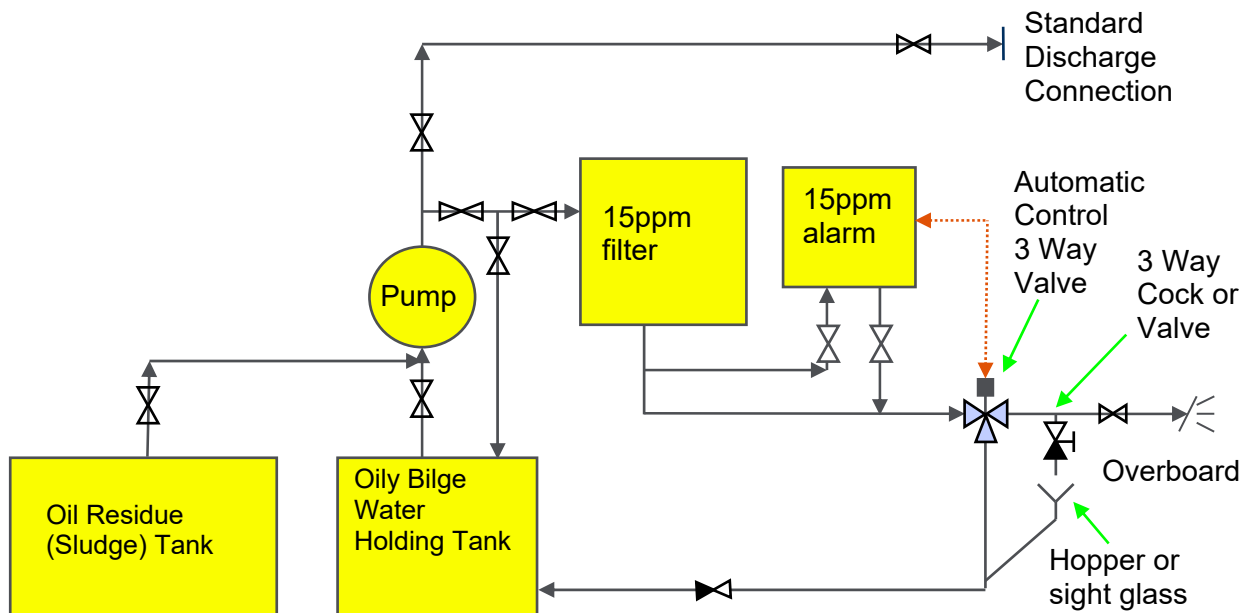 Standard
Discharge
Connection
15ppm
filter
15ppm
alarm
Automatic
Control
3 Way
Valve
3 Way
Cock or
Valve
Pump
Oil Residue
(Sludge) Tank
Oily Bilge
Water
Holding Tank
Overboard
Hopper or
sight glass